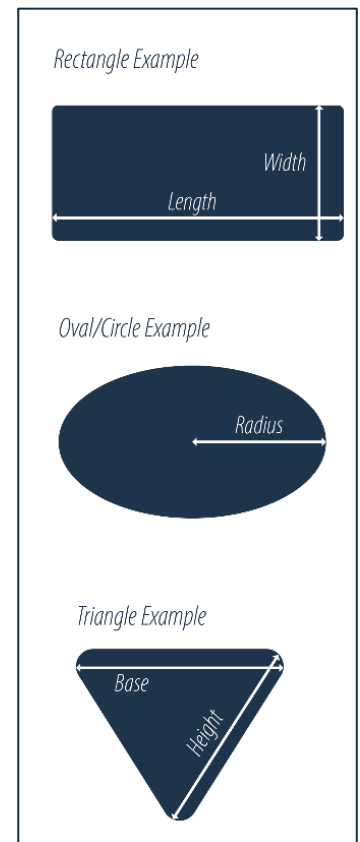 Rectangle Example
Width
Length
Oval/Circle Example
Radius
Triangle Example
Base
Height